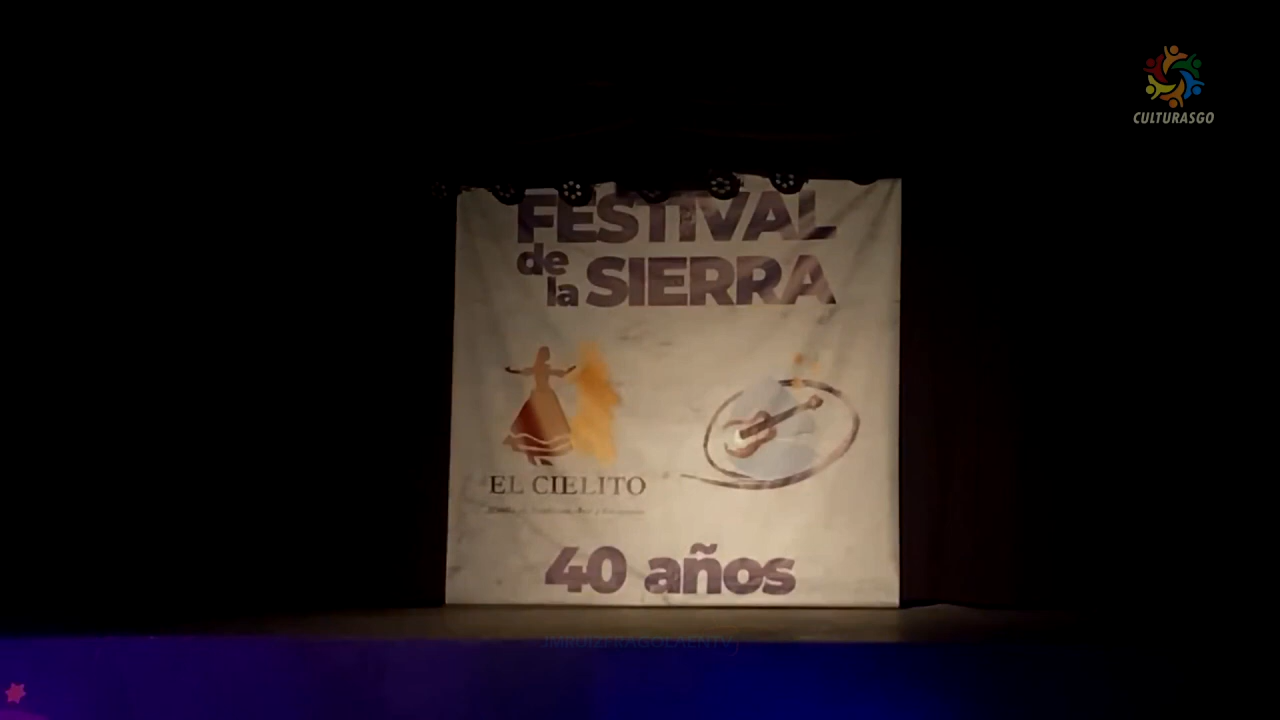 CULTURASGO
FESTIVAL
de
la SIERRA
EL CIELITO
40 años